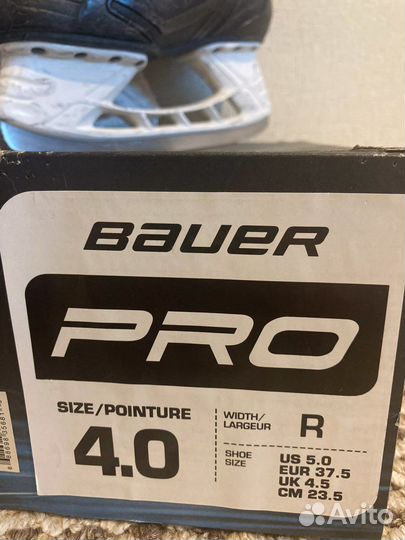 BAUER
PRO
SIZE/POINTURE
4.0
WIDTH/
LARGEUR
R
SHOE
SIZE
US 5.0
EUR 37.5
UK 4.5
CM 23.5
Avito